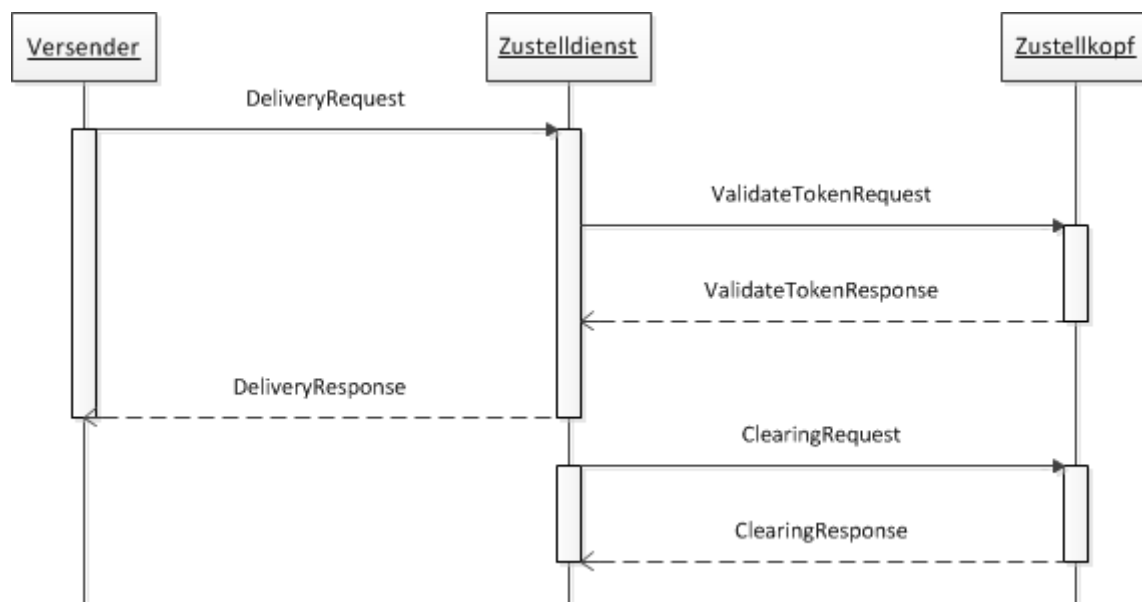 Versender
Zustelldienst
Zustellkopf
DeliveryRequest
ValidateTokenRequest
ValidateTokenResponse
DeliveryResponse
ClearingRequest
ClearingResponse